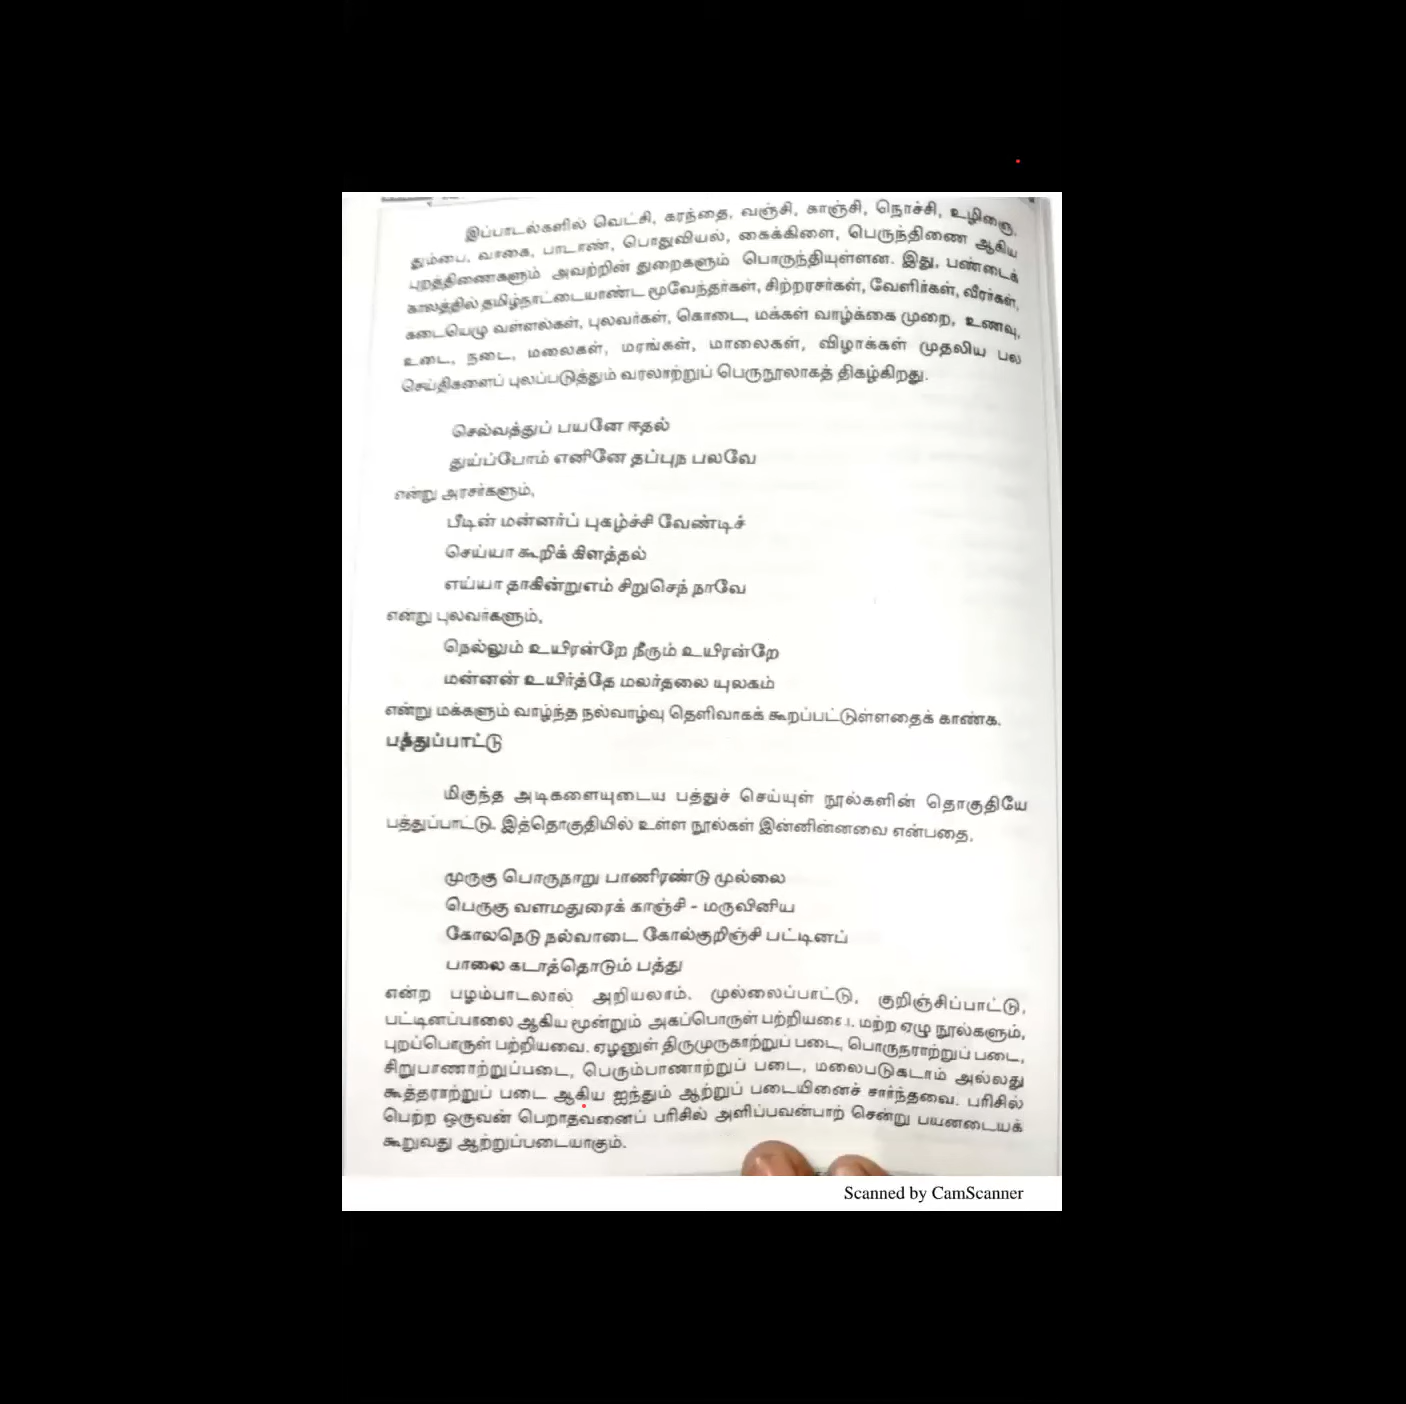 இப்பாடல்களில் வெட்சி, கரந்தை, வஞ்சி, காஞ்சி, நொச்சி, உழிஞை,
தும்பை, வாகை, பாடாண், பொதுவியல், கைக்கிளை, பெருந்திணை ஆகிய
புறத்திணைகளும் அவற்றின் துறைகளும் பொருந்தியுள்ளன. இது, பண்டைக்
காலத்தில் தமிழ்நாட்டையாண்ட மூவேந்தர்கள், சிற்றரசர்கள், வேளிர்கள், வீரர்கள்,
கடையெழு வள்ளல்கள், புலவர்கள், கொடை, மக்கள் வாழ்க்கை முறை, உணவு,
உடை, நடை, மலைகள், மரங்கள், மாலைகள், விழாக்கள் முதலிய பல
செய்திகளைப் புலப்படுத்தும் வரலாற்றுப் பெருநூலாகத் திகழ்கிறது.
செல்வத்துப் பயனே ஈதல்
துய்ப்போம் எனினே தப்புந பலவே
என்று அரசர்களும்,
பீடின் மன்னர்ப் புகழ்ச்சி வேண்டிச்
செய்யா கூறிக் கிளத்தல்
எய்யா தாகின்றுஎம் சிறுசெந் நாவே
என்று புலவர்களும்,
நெல்லும் உயிரன்றே நீரும் உயிரன்றே
மன்னன் உயிர்த்தே மலர்தலை யுலகம்
என்று மக்களும் வாழ்ந்த நல்வாழ்வு தெளிவாகக் கூறப்பட்டுள்ளதைக் காண்க.
பத்துப்பாட்டு
மிகுந்த அடிகளையுடைய பத்துச் செய்யுள் நூல்களின் தொகுதியே
பத்துப்பாட்டு. இத்தொகுதியில் உள்ள நூல்கள் இன்னின்னவை என்பதை,
முருகு பொருநாறு பாணிரண்டு முல்லை
பெருகு வளமதுரைக் காஞ்சி - மருவினிய
கோலநெடு நல்வாடை கோல்குறிஞ்சி பட்டினப்
பாலை கடாத்தொடும் பத்து
என்ற பழம்பாடலால் அறியலாம். முல்லைப்பாட்டு, குறிஞ்சிப்பாட்டு,
பட்டினப்பாலை ஆகிய மூன்றும் அகப்பொருள் மற்ற ஏழு நூல்களும்,
புறப்பொருள் பற்றியவை. ஏழனுள் திருமுருகாற்றுப் படை, பொருநராற்றுப் படை,
சிறுபாணாற்றுப்படை, பெரும்பாணாற்றுப் படை, மலைபடுகடாம் அல்லது
கூத்தராற்றுப் படை ஆகிய ஐந்தும் ஆற்றுப் படையினைச் சார்ந்தவை. பரிசில்
பெற்ற ஒருவன் பெறாதவனைப் பரிசில் அளிப்பவன்பாற் சென்று பயனடையக்
கூறுவது ஆற்றுப்படையாகும்.
Scanned by CamScanner